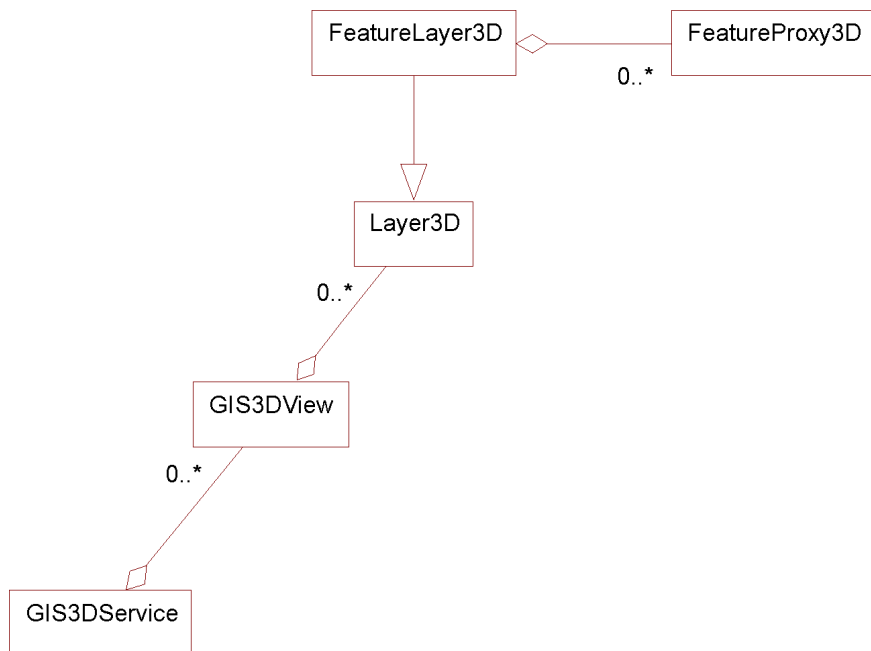 FeatureLayer3D
FeatureProxy3D
0..*
Layer3D
0..*
GIS3DView
0..*
GIS3DService